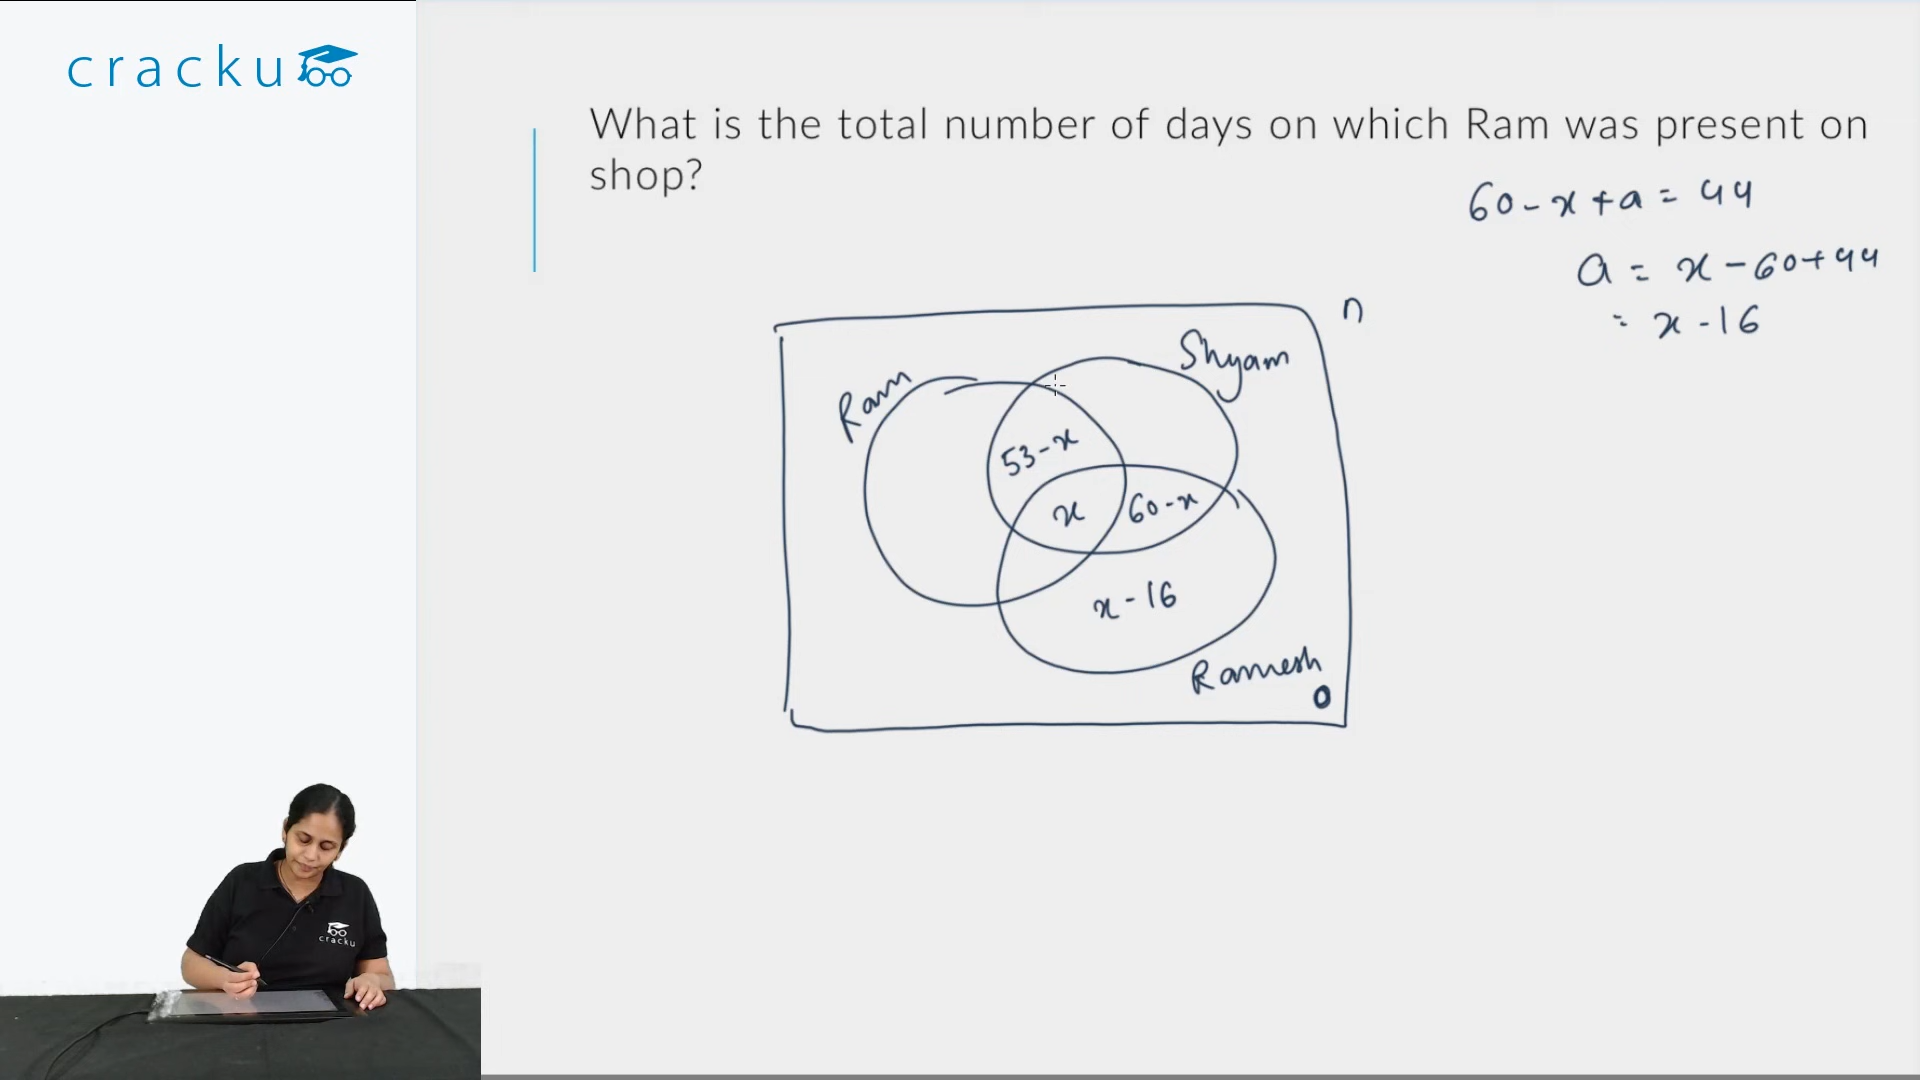 cracku
What is the total number of days on which Ram was present on
shop?
60 - x + a = 44
a = x - 60 + 44
= x - 16
n
Shyam
Ram
53 - x
x
60 - x
x - 16
Ramesh
0
cracku